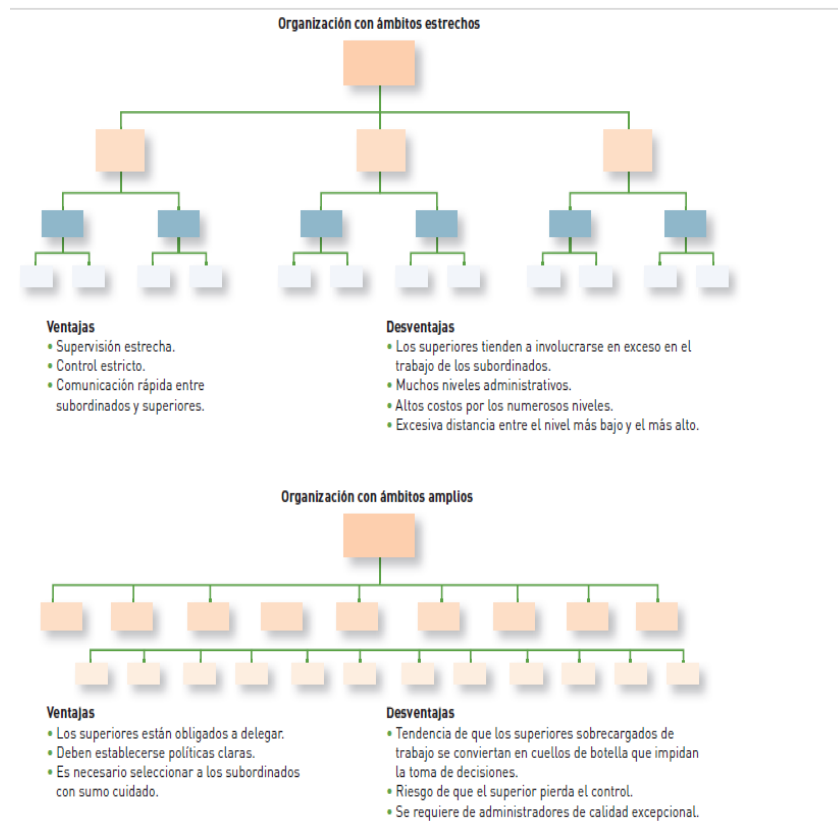 Organización con ámbitos estrechos
Ventajas
• Supervisión estrecha.
• Control estricto.
• Comunicación rápida entre
subordinados y superiores.
Desventajas
• Los superiores tienden a involucrarse en exceso en el
trabajo de los subordinados.
• Muchos niveles administrativos.
• Altos costos por los numerosos niveles.
• Excesiva distancia entre el nivel más bajo y el más alto.
Organización con ámbitos amplios
Ventajas
• Los superiores están obligados a delegar.
• Deben establecerse políticas claras.
• Es necesario seleccionar a los subordinados
con sumo cuidado.
Desventajas
• Tendencia de que los superiores sobrecargados de
trabajo se conviertan en cuellos de botella que impidan
la toma de decisiones.
• Riesgo de que el superior pierda el control.
• Se requiere de administradores de calidad excepcional.